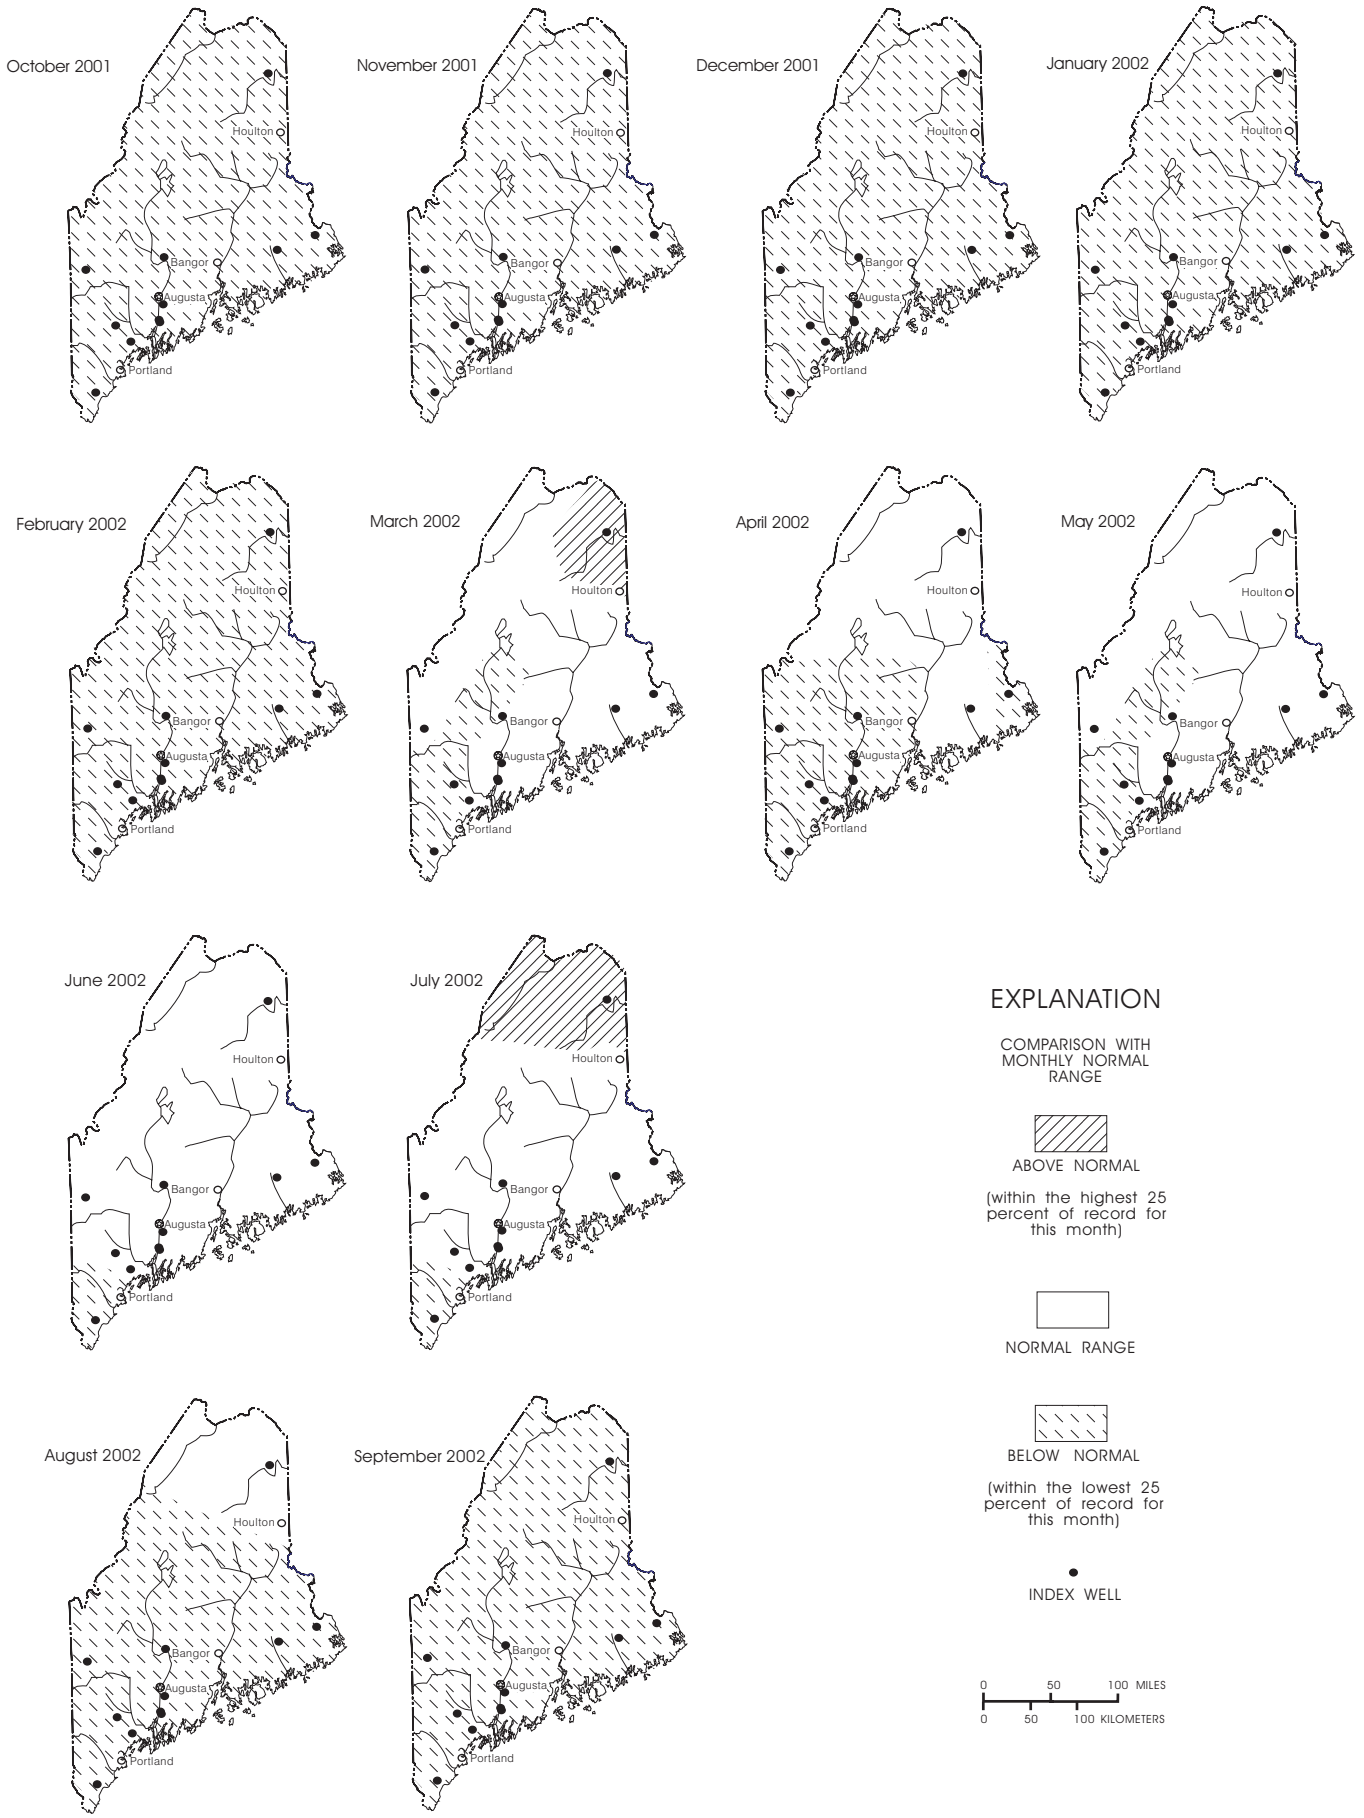 October 2001
Houlton
Bangor
Augusta
Portland
November 2001
Houlton
Bangor
Augusta
Portland
December 2001
Houlton
Bangor
Augusta
Portland
January 2002
Houlton
Bangor
Augusta
Portland
February 2002
Houlton
Bangor
Augusta
Portland
March 2002
Houlton
Bangor
Augusta
Portland
April 2002
Houlton
Bangor
Augusta
Portland
May 2002
Houlton
Bangor
Augusta
Portland
June 2002
Houlton
Bangor
Augusta
Portland
July 2002
Houlton
Bangor
Augusta
Portland
August 2002
Houlton
Bangor
Augusta
Portland
September 2002
Houlton
Bangor
Augusta
Portland
EXPLANATION
COMPARISON WITH
MONTHLY NORMAL
RANGE
ABOVE NORMAL
(within the highest 25
percent of record for
this month)
NORMAL RANGE
BELOW NORMAL
(within the lowest 25
percent of record for
this month)
INDEX WELL
0 50 100 MILES
0 50 100 KILOMETERS